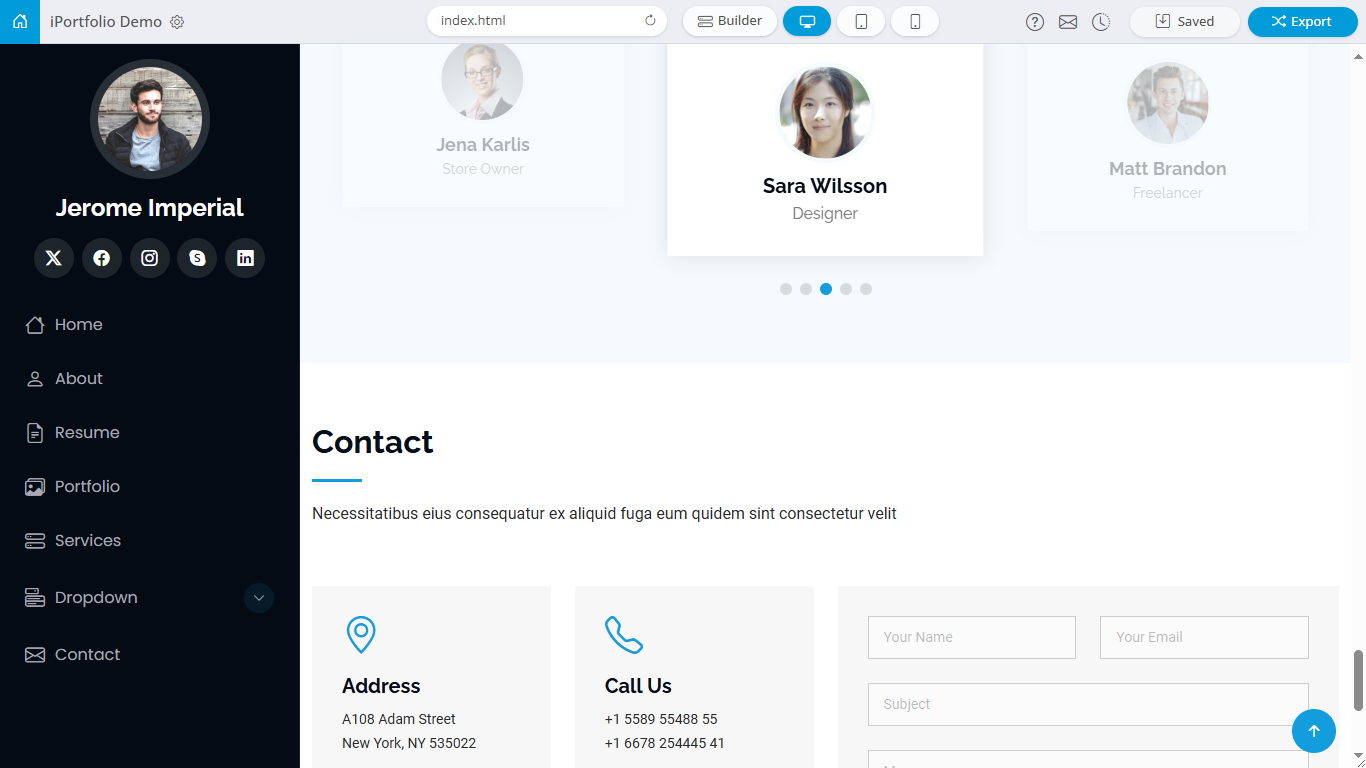 iPortfolio Demo
index.html
Builder
Saved
Export
Jerome Imperial
Home
About
Resume
Portfolio
Services
Dropdown
Contact
Jena Karlis
Store Owner
Sara Wilsson
Designer
Matt Brandon
Freelancer
Contact
Necessitatibus eius consequatur ex aliquid fuga eum quidem sint consectetur velit
Address
A108 Adam Street
New York, NY 535022
Call Us
+1 5589 55488 55
+1 6678 254445 41
Your Name
Your Email
Subject